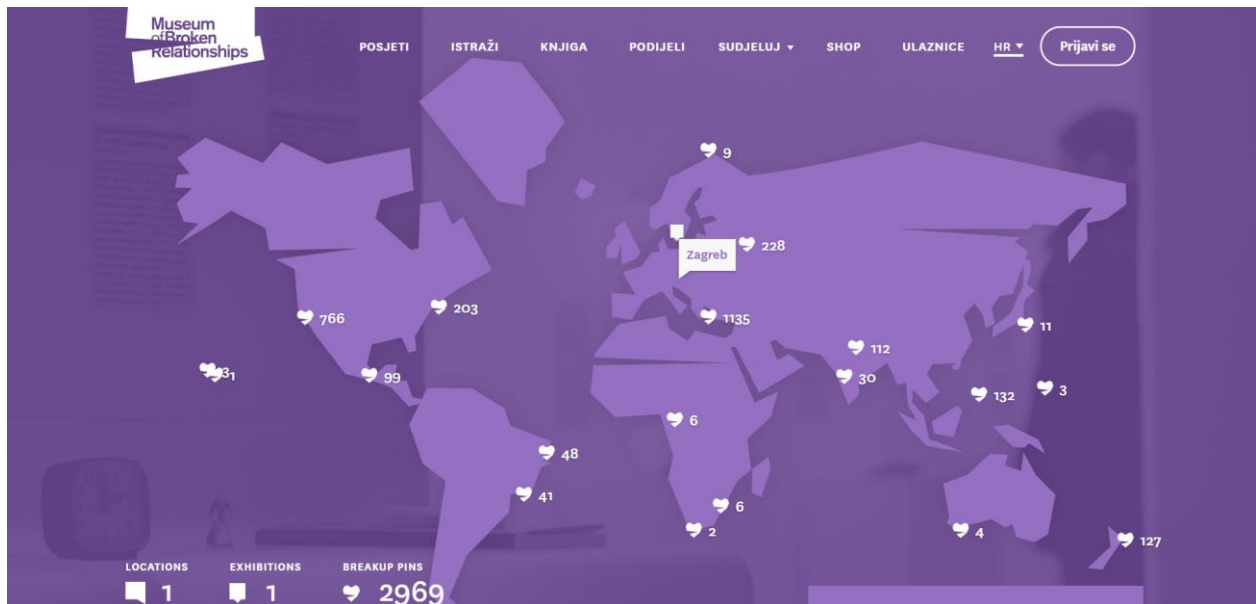 Museum
of Broken
Relationships
POSJETI ISTRAŽI KNJIGA PODIJELI SUDJELUJ SHOP ULAZNICE HR Prijavi se
9
228
Zagreb
203
766
1135
11
112
31
99
30
132
3
6
48
41
6
2
4
127
LOCATIONS EXHIBITIONS BREAKUP PINS
1 1 2969